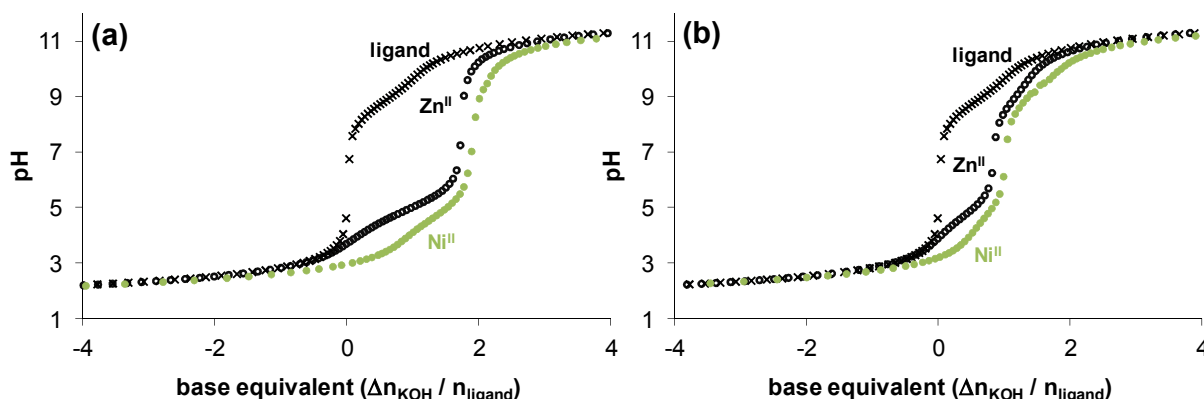 (a)
ligand
Zn^II
Ni^II
pH
11
9
7
5
3
1
-4
-2
0
2
4
base equivalent (Δn_KOH / n_ligand)
(b)
ligand
Zn^II
Ni^II
pH
11
9
7
5
3
1
-4
-2
0
2
4
base equivalent (Δn_KOH / n_ligand)